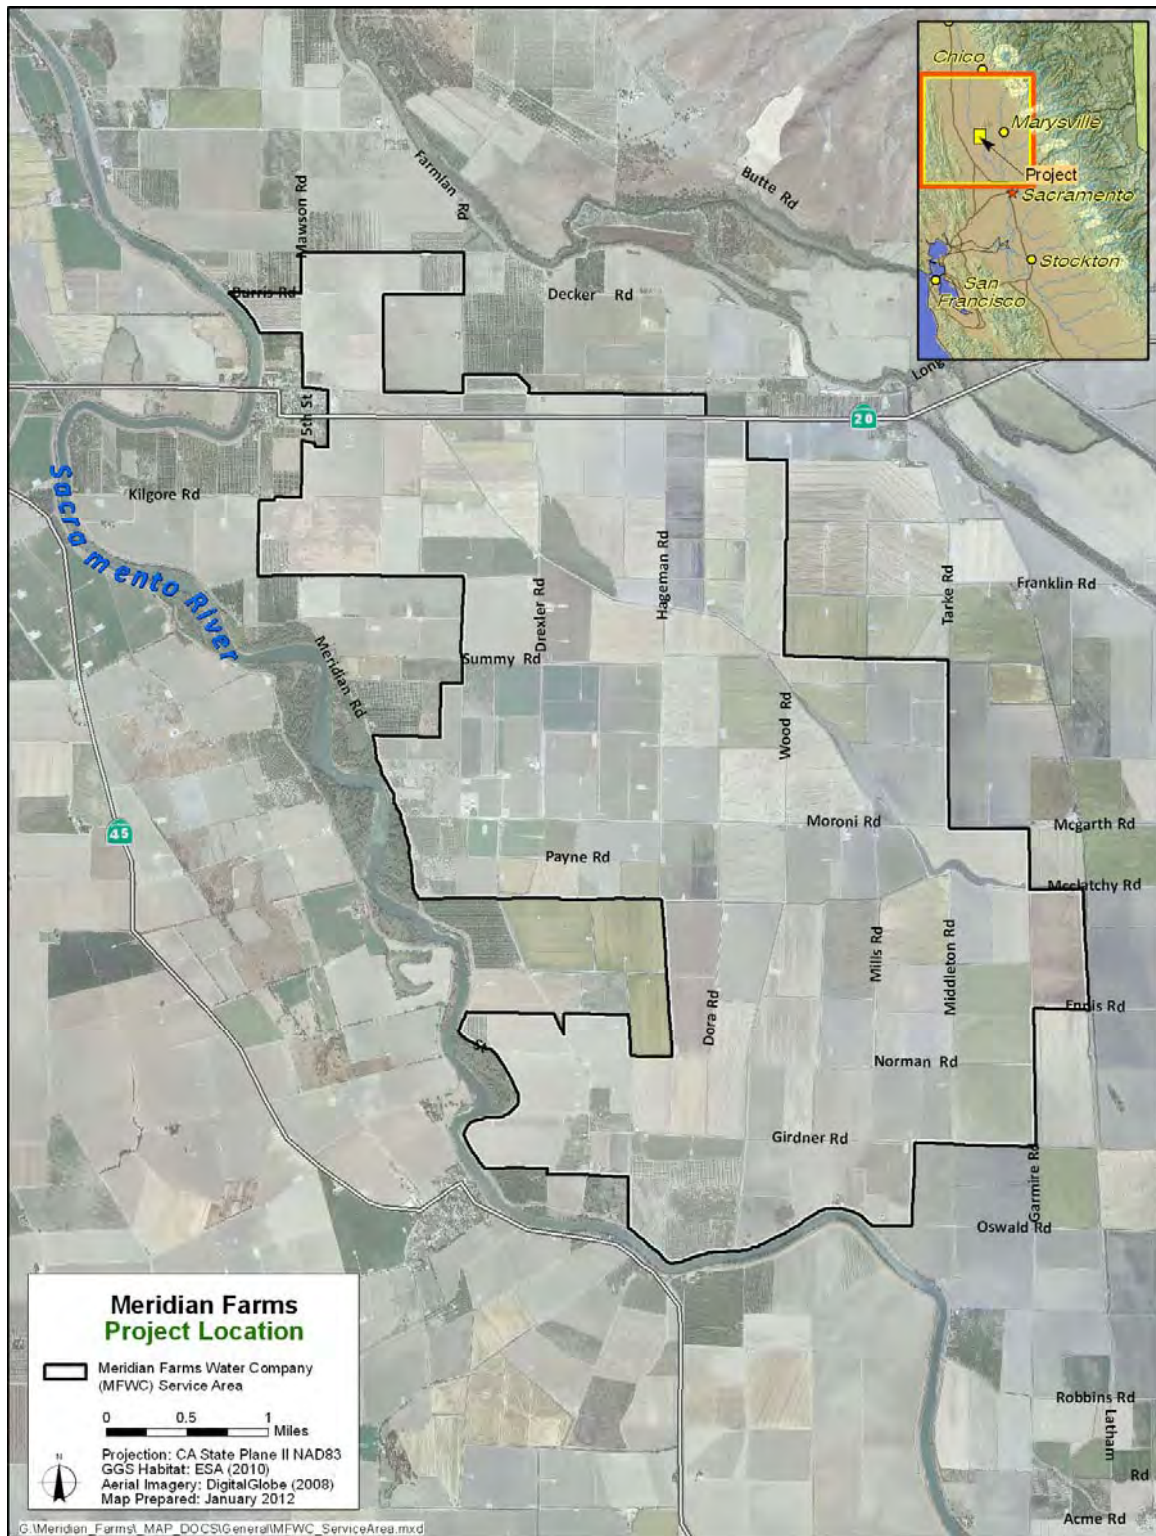 Chico
Marysville
Project
Sacramento
Stockton
San
Francisco
Farmlan Rd
Mawson Rd
Butte Rd
Burris Rd
Decker Rd
Long
5th St
20
Kilgore Rd
Sacramento River
Hageman Rd
Drexler Rd
Tarke Rd
Franklin Rd
Meridian Rd
Summy Rd
Wood Rd
45
Moroni Rd
Mcgarth Rd
Payne Rd
Mcclatchy Rd
Mills Rd
Middleton Rd
Dora Rd
Ennis Rd
St
Norman Rd
Girdner Rd
Garmire Rd
Oswald Rd
Meridian Farms
Project Location
Meridian Farms Water Company
(MFWC) Service Area
0 0.5 1
Miles
N
Projection: CA State Plane II NAD83
GGS Habitat: ESA (2010)
Aerial Imagery: DigitalGlobe (2008)
Map Prepared: January 2012
Robbins Rd
Latham
Rd
Acme Rd
G:\Meridian_Farms\_MAP_DOCS\General\MFWC_ServiceArea.mxd